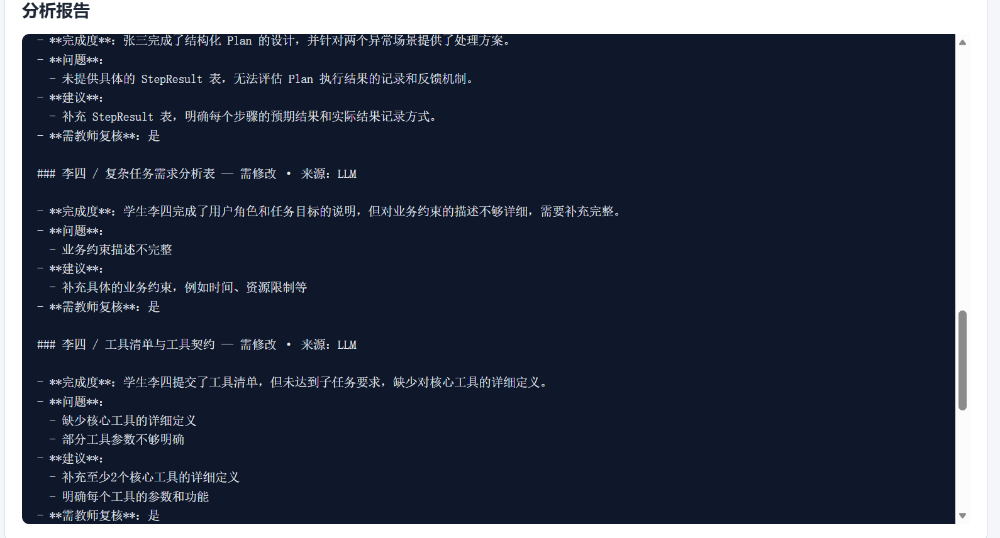 分析报告
- **完成度**: 张三完成了结构化 Plan 的设计，并针对两个异常场景提供了处理方案。
- **问题**:
- 未提供具体的 StepResult 表，无法评估 Plan 执行结果的记录和反馈机制。
- **建议**:
- 补充 StepResult 表，明确每个步骤的预期结果和实际结果记录方式。
- **需教师复核**: 是
### 李四 / 复杂任务需求分析表 — 需修改 · 来源: LLM
- **完成度**: 学生李四完成了用户角色和任务目标的说明，但对业务约束的描述不够详细，需要补充完整。
- **问题**:
- 业务约束描述不完整
- **建议**:
- 补充具体的业务约束，例如时间、资源限制等
- **需教师复核**: 是
### 李四 / 工具清单与工具契约 — 需修改 · 来源: LLM
- **完成度**: 学生李四提交了工具清单，但未达到子任务要求，缺少对核心工具的详细定义。
- **问题**:
- 缺少核心工具的详细定义
- 部分工具参数不够明确
- **建议**:
- 补充至少2个核心工具的详细定义
- 明确每个工具的参数和功能
- **需教师复核**: 是